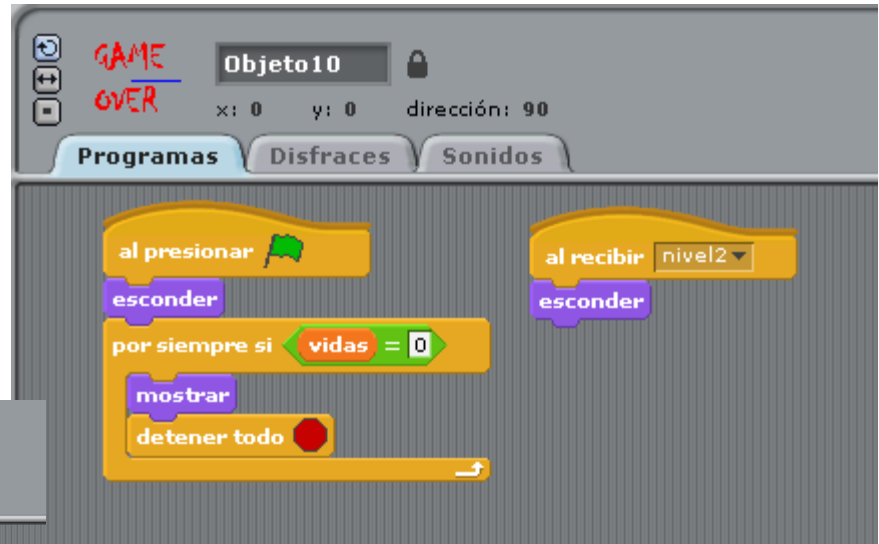 GAME
OVER
Objeto10
x: 0 y: 0 dirección: 90
Programas Disfraces Sonidos
al presionar
esconder
por siempre si vidas = 0
mostrar
detener todo
al recibir nivel2
esconder